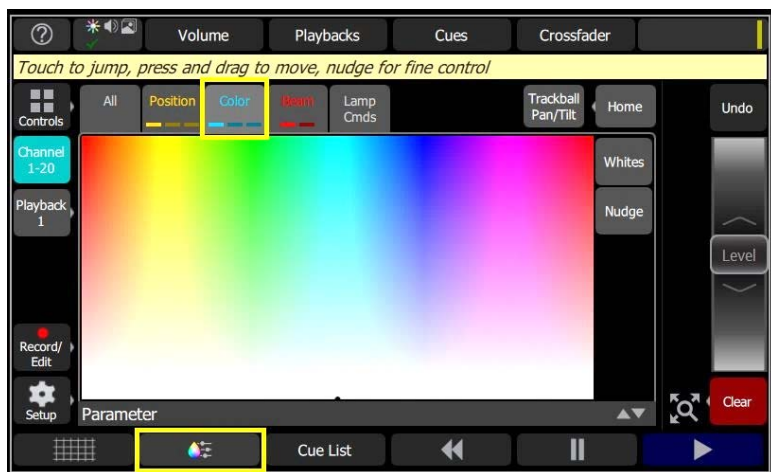 ?
Volume
Playbacks
Cues
Crossfader
Touch to jump, press and drag to move, nudge for fine control
Controls
All
Position
Color
Beam
Lamp
Cmds
Trackball
Pan/Tilt
Home
Undo
Channel
1-20
Whites
Playback
1
Nudge
Level
Record/
Edit
Setup
Parameter
Clear
Cue List